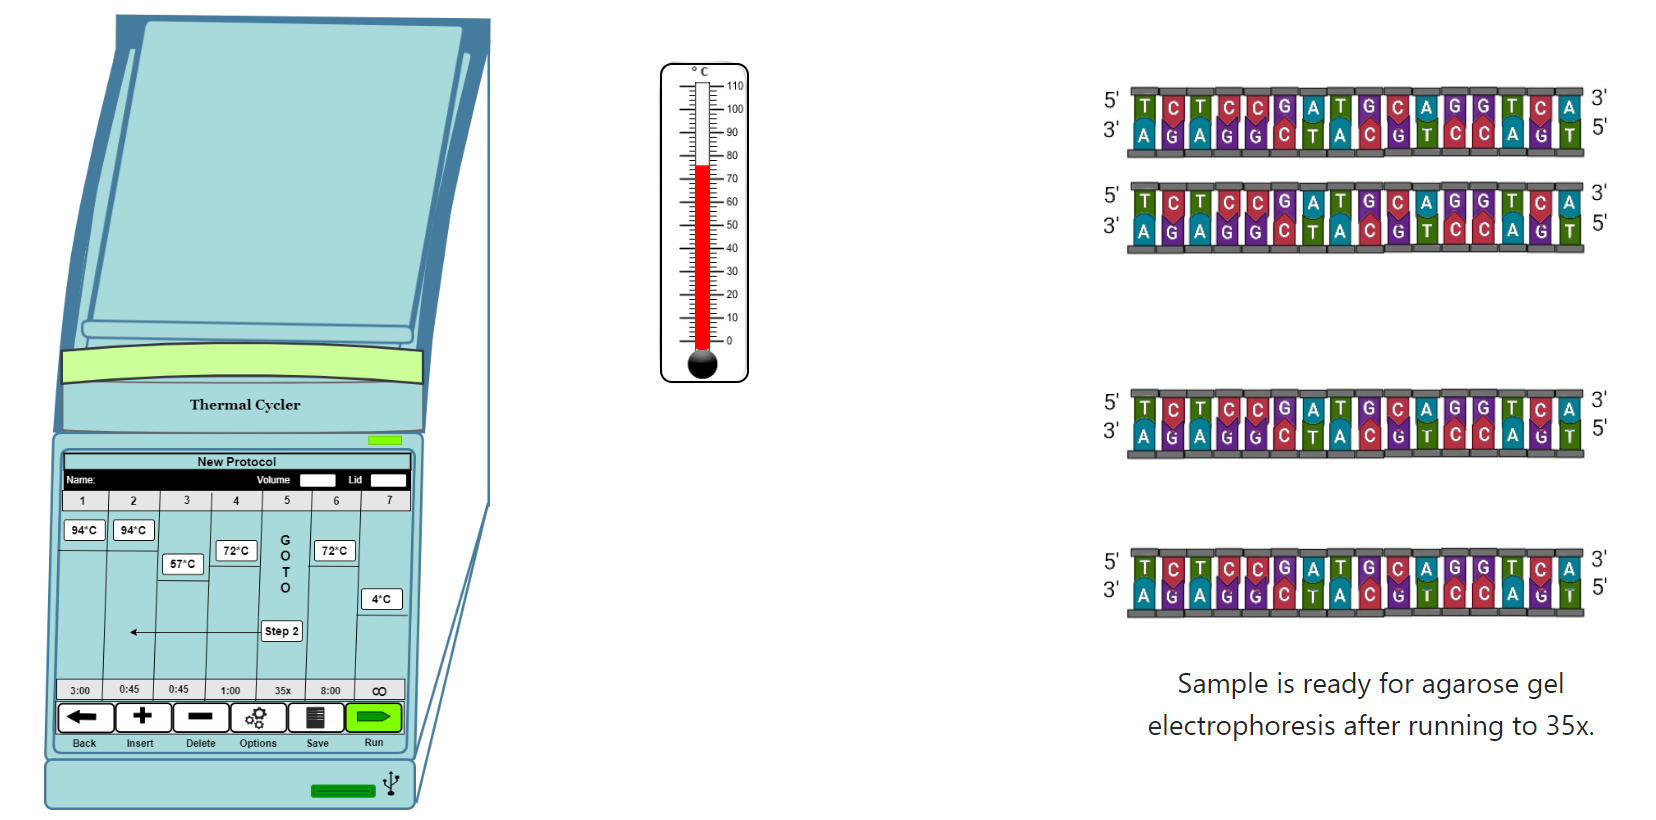 Thermal Cycler
New Protocol
Name: Volume Lid
1 2 3 4 5 6 7
94°C 94°C 57°C 72°C GOTO 72°C 4°C
Step 2
3:00 0:45 0:45 1:00 35x 8:00 ∞
Back Insert Delete Options Save Run
° C
110
100
90
80
70
60
50
40
30
20
10
0
5' T C T C C G A T G C A G G T C A 3'
3' A G A G G C T A C G T C C A G T 5'
5' T C T C C G A T G C A G G T C A 3'
3' A G A G G C T A C G T C C A G T 5'
5' T C T C C G A T G C A G G T C A 3'
3' A G A G G C T A C G T C C A G T 5'
5' T C T C C G A T G C A G G T C A 3'
3' A G A G G C T A C G T C C A G T 5'
Sample is ready for agarose gel
electrophoresis after running to 35x.